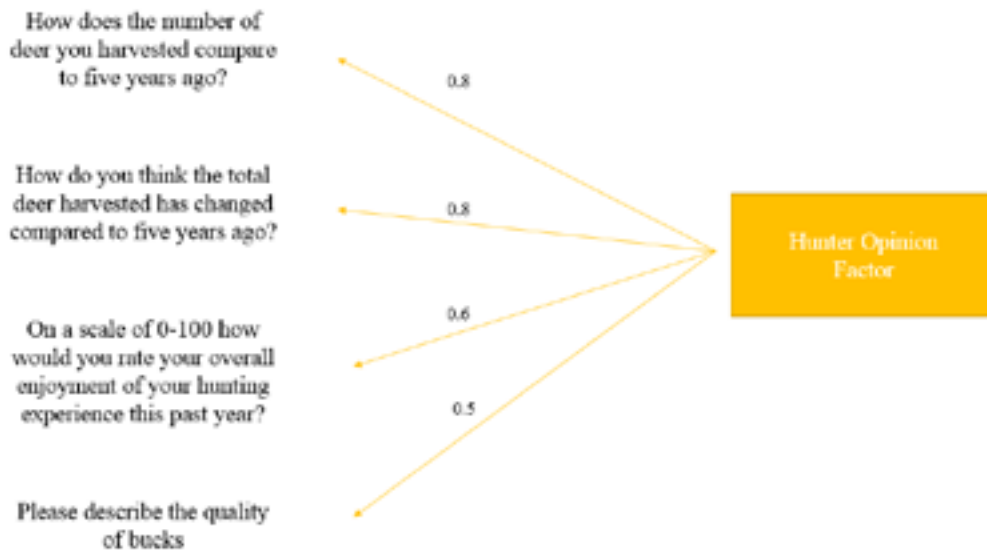 How does the number of
deer you harvested compare
to five years ago?
0.8
How do you think the total
deer harvested has changed
compared to five years ago?
0.8
Hunter Opinion
Factor
On a scale of 0-100 how
would you rate your overall
enjoyment of your hunting
experience this past year?
0.6
0.5
Please describe the quality
of bucks